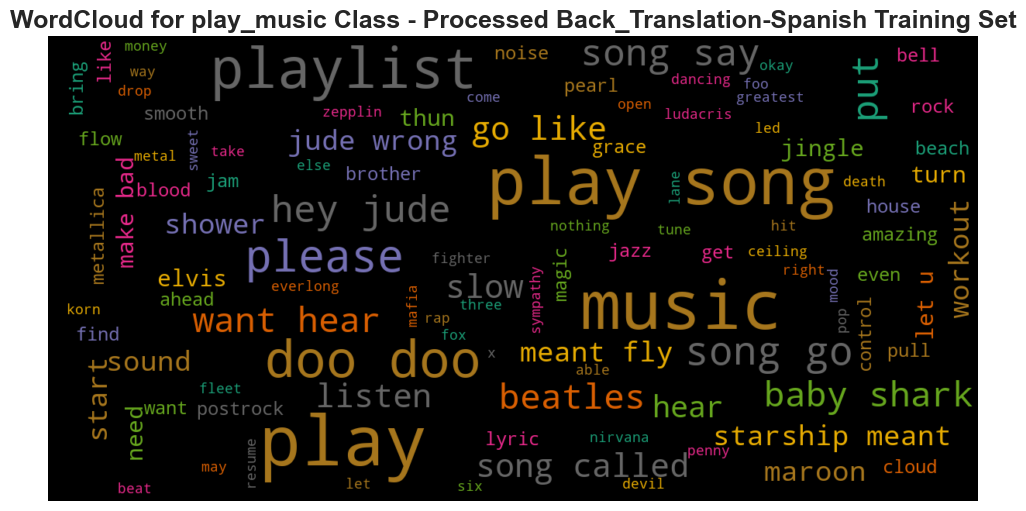 WordCloud for play_music Class - Processed Back_Translation-Spanish Training Set
money
like
bring
way
drop
playlist
noise
song say
okay
put
bell
smooth
zepplin
come
pearl
dancing
foo
greatest
open
ludacris
rock
flow
sweet
metal
take
jude wrong
thun
go like
grace
led
jingle
beach
else
brother
make bad
blood
jam
play song
lane
death
turn
metallica
shower
hey jude
nothing
tune
hit
house
amazing
workout
please
fighter
jazz
get
ceiling
elvis
everlong
slow
sympathy
magic
right
mood
even
let u
ahead
korn
find
want hear
mafia
rap
three
fox
music
pop
control
start
sound
doo doo
x
meant fly
able
song go
pull
fleet
listen
beatles
hear
baby shark
need
want
postrock
play
lyric
nirvana
penny
starship meant
may
resume
let
song called
six
devil
maroon
cloud
beat